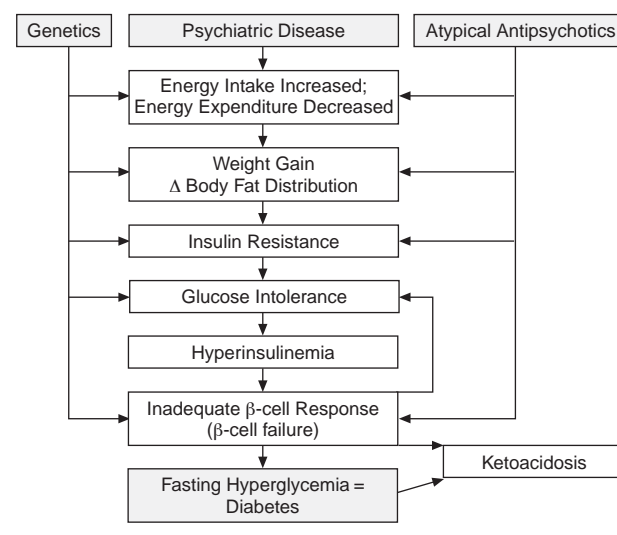 Genetics
Psychiatric Disease
Atypical Antipsychotics
Energy Intake Increased;
Energy Expenditure Decreased
Weight Gain
Δ Body Fat Distribution
Insulin Resistance
Glucose Intolerance
Hyperinsulinemia
Inadequate β-cell Response
(β-cell failure)
Ketoacidosis
Fasting Hyperglycemia =
Diabetes